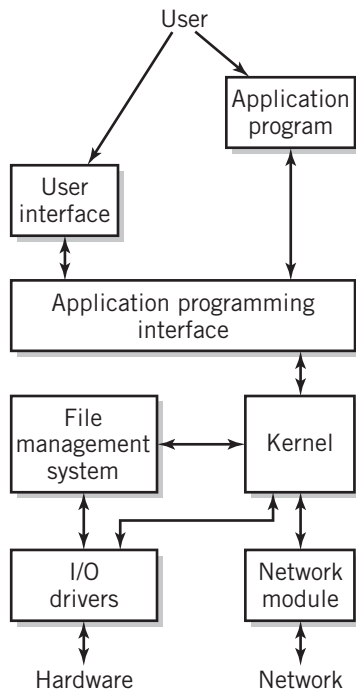 User
Application
program
User
interface
Application programming
interface
File
management
system
Kernel
I/O
drivers
Network
module
Hardware
Network